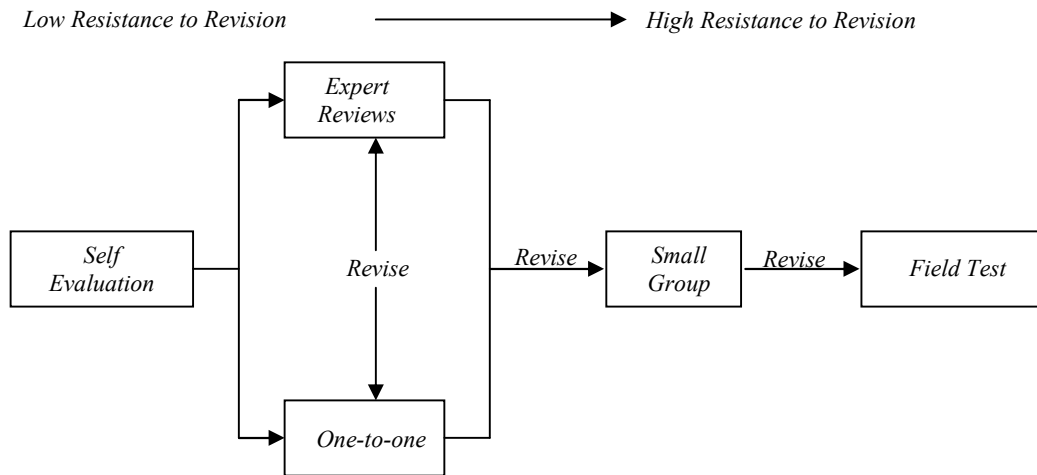 Low Resistance to Revision
High Resistance to Revision
Expert
Reviews
Self
Evaluation
Revise
Revise
Small
Group
Revise
Field Test
One-to-one